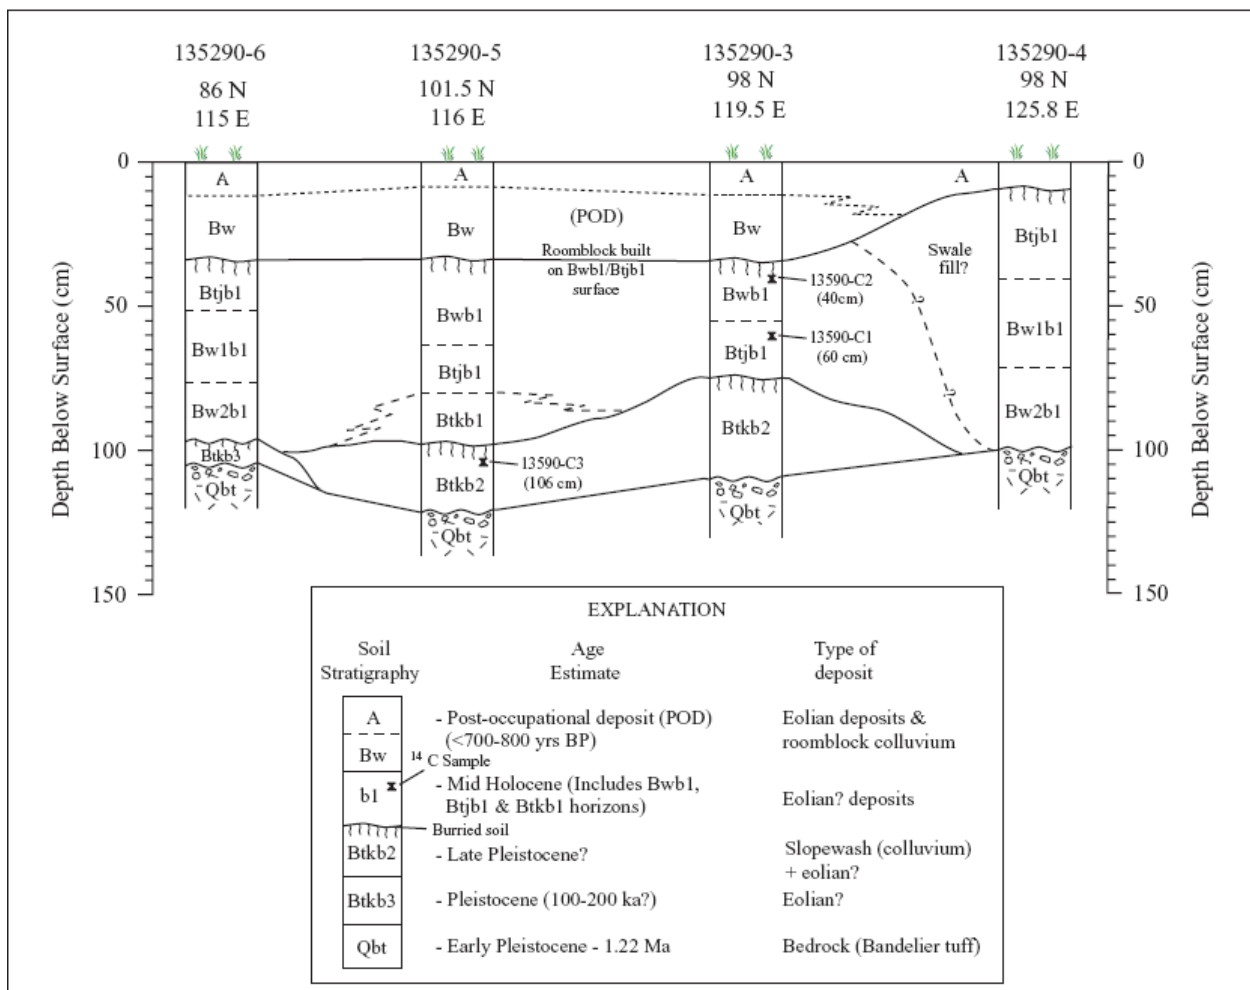 135290-6
86 N
115 E
135290-5
101.5 N
116 E
135290-3
98 N
119.5 E
135290-4
98 N
125.8 E
Depth Below Surface (cm)
0
50
100
150
A
Bw
Btjb1
Bw1b1
Bw2b1
Btkb3
Qbt
A
Bw
Bwb1
Btjb1
Btkb1
Btkb2
Qbt
13590-C3
(106 cm)
(POD)
Roomblock built
on Bwb1/Btjb1
surface
A
Bw
Bwb1
Btjb1
Btkb2
Qbt
13590-C2
(40cm)
13590-C1
(60 cm)
A
Swale
fill?
?
?
Btjb1
Bw1b1
Bw2b1
Qbt
0
50
100
150
Depth Below Surface (cm)
EXPLANATION
Soil
Stratigraphy
Age
Estimate
Type of
deposit
A
Bw
- Post-occupational deposit (POD)
(<700-800 yrs BP)
Eolian deposits &
roomblock colluvium
14 C Sample
b1
- Mid Holocene (Includes Bwb1,
Btjb1 & Btkb1 horizons)
Eolian? deposits
Burried soil
Btkb2
- Late Pleistocene?
Slopewash (colluvium)
+ eolian?
Btkb3
- Pleistocene (100-200 ka?)
Eolian?
Qbt
- Early Pleistocene - 1.22 Ma
Bedrock (Bandelier tuff)